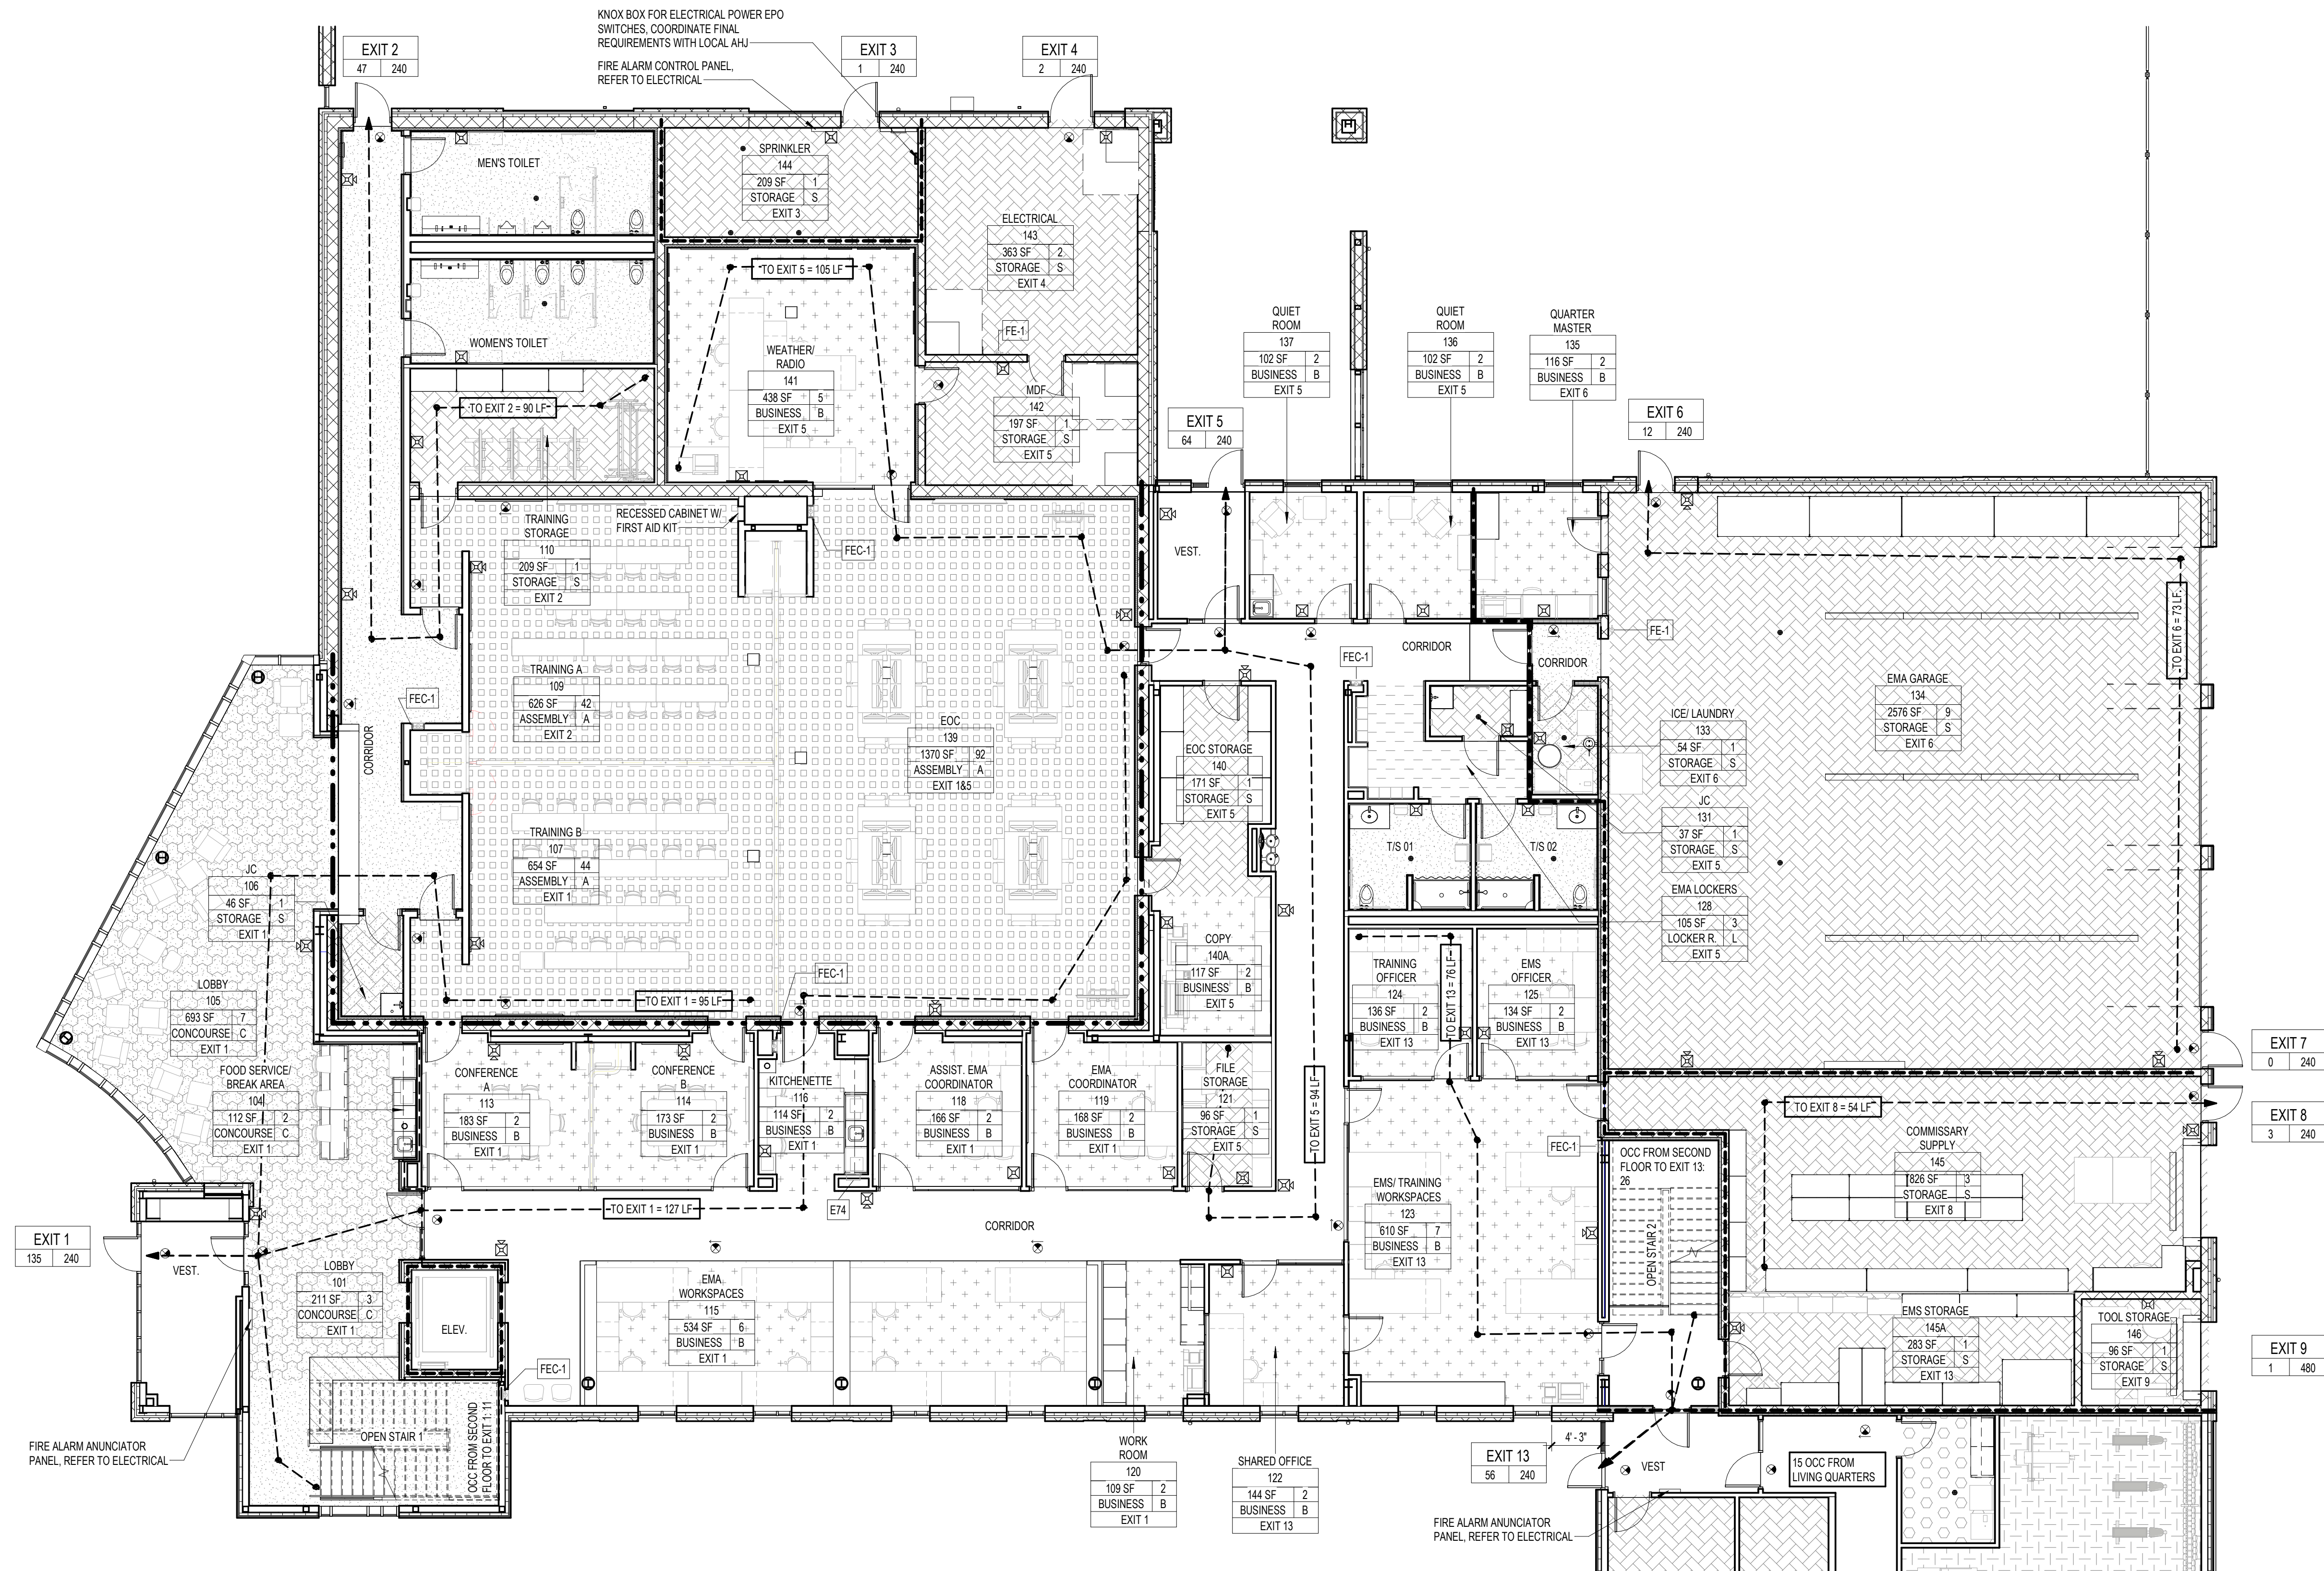 KNOX BOX FOR ELECTRICAL POWER EPO
SWITCHES, COORDINATE FINAL
REQUIREMENTS WITH LOCAL AHJ
FIRE ALARM CONTROL PANEL,
REFER TO ELECTRICAL
EXIT 2
47 240
EXIT 3
1 240
EXIT 4
2 240
MEN'S TOILET
SPRINKLER
144
209 SF 1
STORAGE S
EXIT 3
ELECTRICAL
143
363 SF 2
STORAGE S
EXIT 4
TO EXIT 5 = 105 LF
FE-1
WOMEN'S TOILET
WEATHER/
RADIO
141
438 SF 5
BUSINESS B
EXIT 5
MDF
142
197 SF 1
STORAGE S
EXIT 5
QUIET
ROOM
137
102 SF 2
BUSINESS B
EXIT 5
QUIET
ROOM
136
102 SF 2
BUSINESS B
EXIT 5
QUARTER
MASTER
135
116 SF 2
BUSINESS B
EXIT 6
TO EXIT 2 = 90 LF
EXIT 5
64 240
EXIT 6
12 240
TRAINING
STORAGE
110
209 SF 1
STORAGE S
EXIT 2
RECESSED CABINET W/
FIRST AID KIT
FEC-1
VEST.
TO EXIT 6 = 73 LF
FE-1
CORRIDOR
CORRIDOR
FEC-1
FEC-1
CORRIDOR
TRAINING A
109
626 SF 42
ASSEMBLY A
EXIT 2
EOC
139
1370 SF 92
ASSEMBLY A
EXIT 1&5
EOC STORAGE
140
171 SF 1
STORAGE S
EXIT 5
EMA GARAGE
134
2576 SF 9
STORAGE S
EXIT 6
ICE/ LAUNDRY
133
54 SF 1
STORAGE S
EXIT 6
JC
131
37 SF 1
STORAGE S
EXIT 5
EMA LOCKERS
128
105 SF 3
LOCKER R. L
EXIT 5
TRAINING B
107
654 SF 44
ASSEMBLY A
EXIT 1
T/S 01
T/S 02
JC
106
46 SF 1
STORAGE S
EXIT 1
COPY
140A
117 SF 2
BUSINESS B
EXIT 5
TRAINING
OFFICER
124
136 SF 2
BUSINESS B
EXIT 13
TO EXIT 13 = 76 LF
EMS
OFFICER
125
134 SF 2
BUSINESS B
EXIT 13
LOBBY
105
693 SF 7
CONCOURSE C
EXIT 1
FEC-1
TO EXIT 1 = 95 LF
FOOD SERVICE/
BREAK AREA
104
112 SF 2
CONCOURSE C
EXIT 1
CONFERENCE
A
113
183 SF 2
BUSINESS B
EXIT 1
CONFERENCE
B
114
173 SF 2
BUSINESS B
EXIT 1
KITCHENETTE
116
114 SF 2
BUSINESS B
EXIT 1
ASSIST. EMA
COORDINATOR
118
166 SF 2
BUSINESS B
EXIT 1
EMA
COORDINATOR
119
168 SF 2
BUSINESS B
EXIT 1
FILE
STORAGE
121
96 SF 1
STORAGE S
EXIT 5
TO EXIT 5 = 94 LF
EXIT 7
0 240
TO EXIT 8 = 54 LF
EXIT 8
3 240
FEC-1
OCC FROM SECOND
FLOOR TO EXIT 13:
26
COMMISSARY
SUPPLY
145
826 SF 3
STORAGE S
EXIT 8
TO EXIT 1 = 127 LF
E74
CORRIDOR
EMS/ TRAINING
WORKSPACES
123
610 SF 7
BUSINESS B
EXIT 13
OPEN STAIR 2
EXIT 1
135 240
VEST.
LOBBY
101
211 SF 3
CONCOURSE C
EXIT 1
ELEV.
EMA
WORKSPACES
115
534 SF 6
BUSINESS B
EXIT 1
FEC-1
EMS STORAGE
145A
283 SF 1
STORAGE S
EXIT 13
TOOL STORAGE
146
96 SF 1
STORAGE S
EXIT 9
EXIT 9
1 480
OPEN STAIR 1
OCC FROM SECOND
FLOOR TO EXIT 1: 11
FIRE ALARM ANUNCIATOR
PANEL, REFER TO ELECTRICAL
WORK
ROOM
120
109 SF 2
BUSINESS B
EXIT 1
SHARED OFFICE
122
144 SF 2
BUSINESS B
EXIT 13
4' - 3"
EXIT 13
56 240
VEST
15 OCC FROM
LIVING QUARTERS
FIRE ALARM ANUNCIATOR
PANEL, REFER TO ELECTRICAL